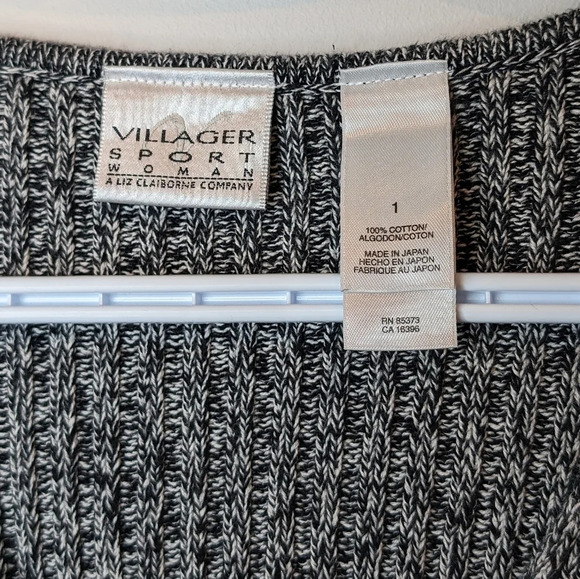 VILLAGER
SPORT
WOMAN
A LIZ CLAIBORNE COMPANY
1
100% COTTON/
ALGODON/COTON
MADE IN JAPAN
HECHO EN JAPON
FABRIQUE AU JAPON
RN 85373
CA 16396